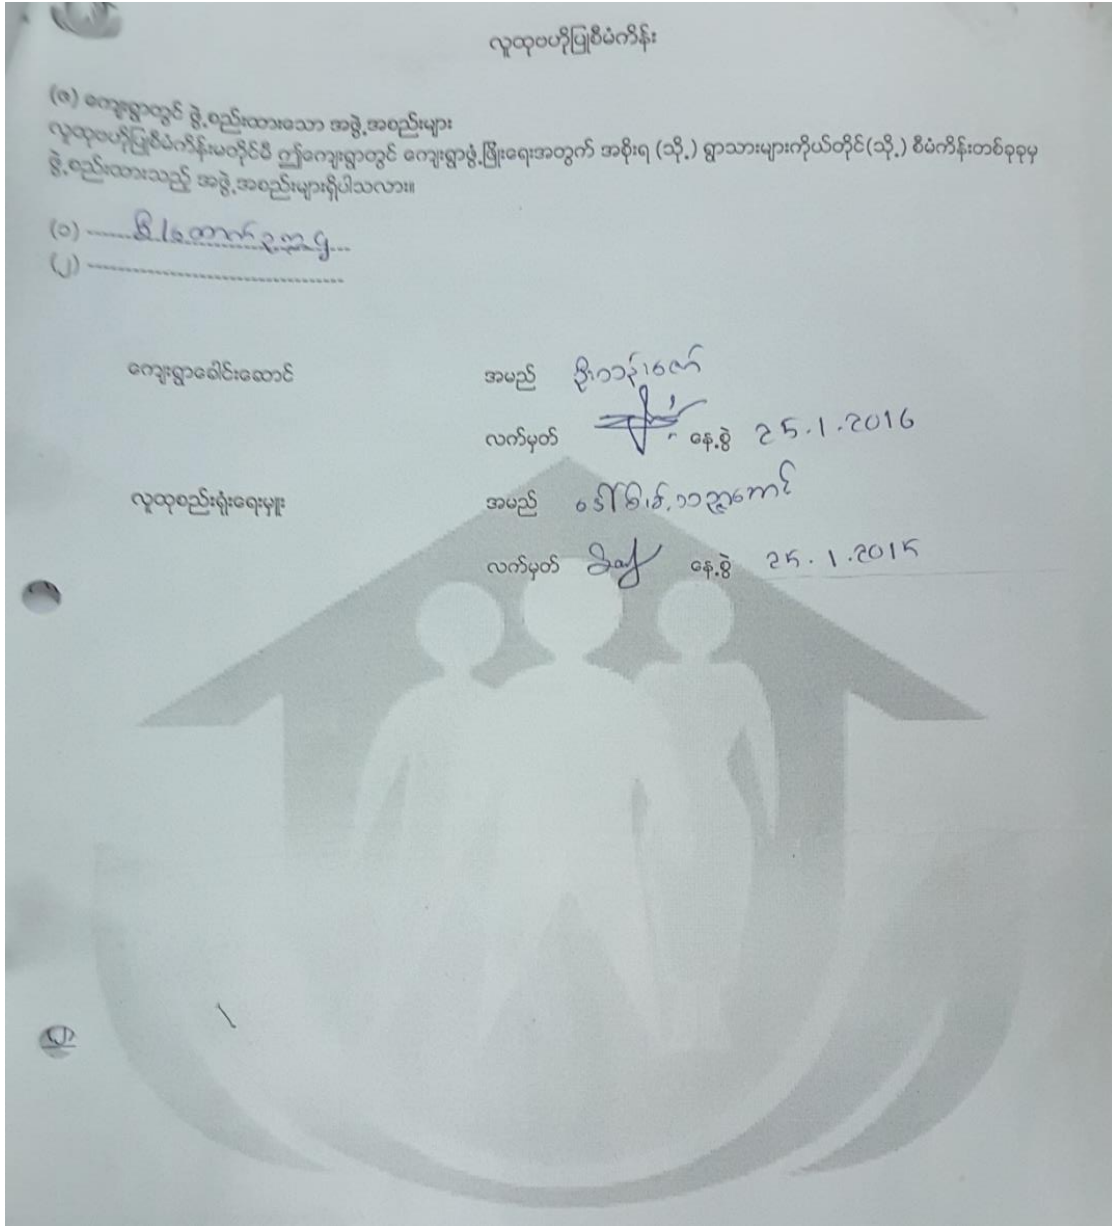 လူထုဗဟိုပြုစီမံကိန်း
(ဇ) ကျေးရွာတွင် ဖွဲ့စည်းထားသော အဖွဲ့အစည်းများ
လူထုဗဟိုပြုစီမံကိန်းမတိုင်မီ ဤကျေးရွာတွင် ကျေးရွာဖွံ့ဖြိုးရေးအတွက် အစိုးရ (သို့) ရွာသားများကိုယ်တိုင်(သို့) စီမံကိန်းတစ်ခုခုမှ
ဖွဲ့စည်းထားသည့် အဖွဲ့အစည်းများရှိပါသလား။
(၁)
(၂)
ကျေးရွာခေါင်းဆောင် အမည်
လက်မှတ် နေ့စွဲ 25.1.2016
လူထုစည်းရုံးရေးမှူး အမည်
လက်မှတ် နေ့စွဲ 25.1.2015